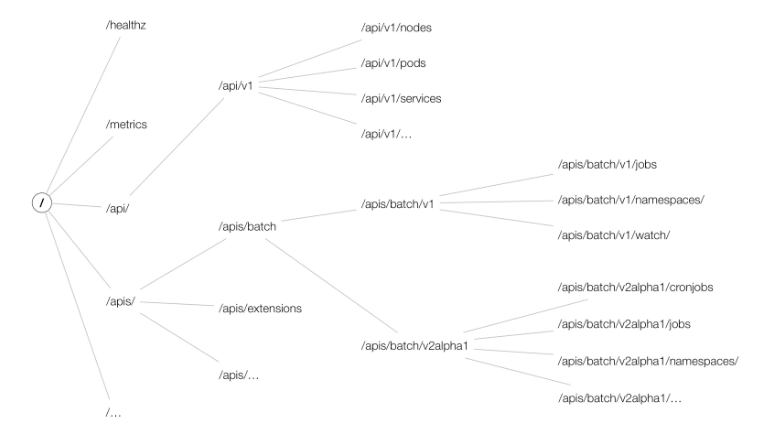 /
/healthz
/metrics
/api/
/apis/
/…
/api/v1
/apis/batch
/apis/extensions
/apis/…
/api/v1/nodes
/api/v1/pods
/api/v1/services
/api/v1/…
/apis/batch/v1
/apis/batch/v2alpha1
/apis/batch/v1/jobs
/apis/batch/v1/namespaces/
/apis/batch/v1/watch/
/apis/batch/v2alpha1/cronjobs
/apis/batch/v2alpha1/jobs
/apis/batch/v2alpha1/namespaces/
/apis/batch/v2alpha1/…